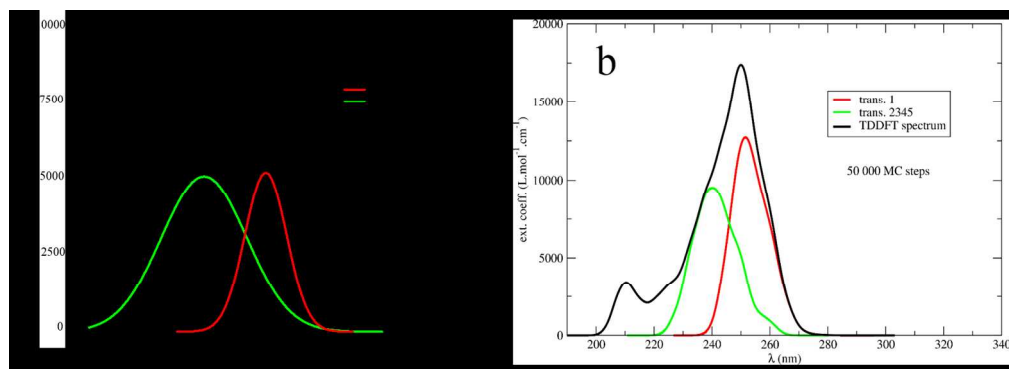 0000
7500
5000
2500
0
b
20000
15000
10000
5000
0
ext. coeff. (L.mol⁻¹.cm⁻¹)
trans. 1
trans. 2345
TDDFT spectrum
50 000 MC steps
200 220 240 260 280 300 320 340
λ (nm)